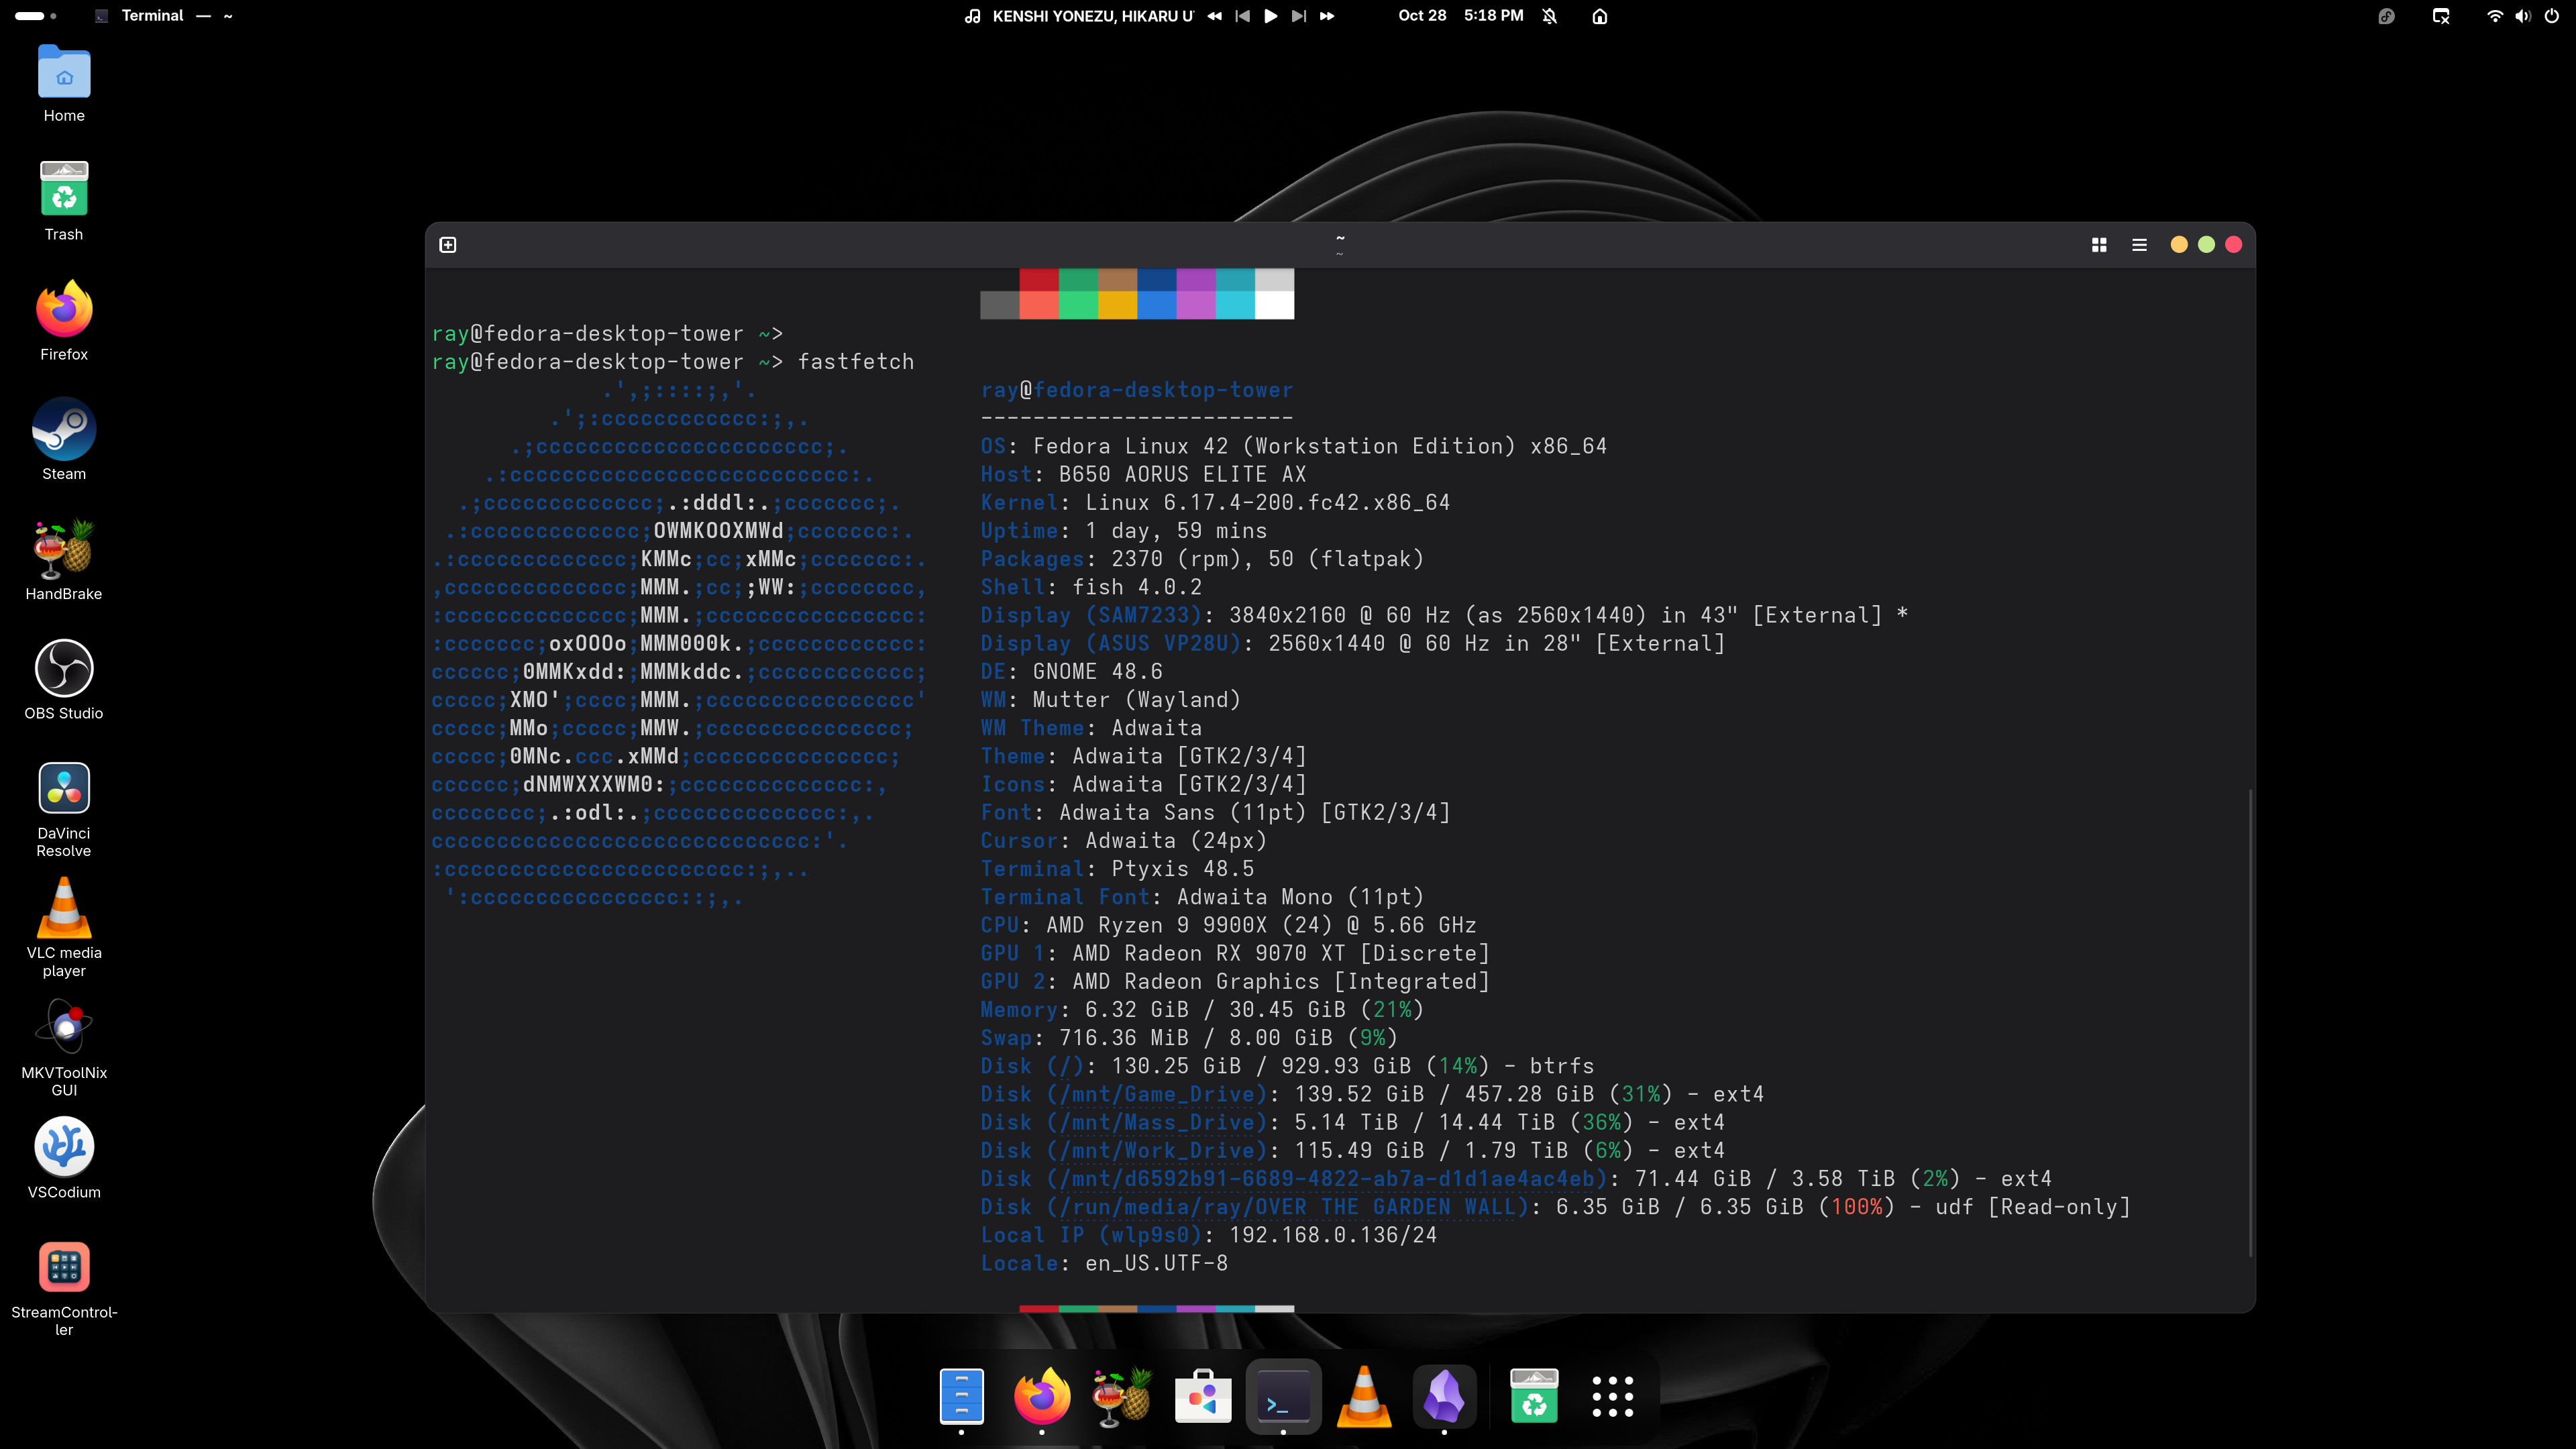 Terminal — ~
KENSHI YONEZU, HIKARU U
Oct 28 5:18 PM
Home
Trash
Firefox
Steam
HandBrake
OBS Studio
DaVinci
Resolve
VLC media
player
MKVToolNix
GUI
VSCodium
StreamControl-
ler
~
~
ray@fedora-desktop-tower ~>
ray@fedora-desktop-tower ~> fastfetch
.',;::::;,'.
.';:cccccccccccc:;,.
.;cccccccccccccccccccccc;.
.:cccccccccccccccccccccccccc:.
.;ccccccccccccc;.:dddl:.;ccccccc;.
.:ccccccccccccc;OWMKOOXMWd;ccccccc:.
.:ccccccccccccc;KMMc;cc;xMMc;ccccccc:.
,cccccccccccccc;MMM.;cc;;WW:;cccccccc,
:cccccccccccccc;MMM.;cccccccccccccccc:
:ccccccc;oxOOOo;MMM000k.;cccccccccccc:
cccccc;0MMKxdd:;MMMkddc.;cccccccccccc;
ccccc;XMO';cccc;MMM.;cccccccccccccccc'
ccccc;MMo;ccccc;MMW.;ccccccccccccccc;
ccccc;0MNc.ccc.xMMd;ccccccccccccccc;
cccccc;dNMWXXXWM0:;cccccccccccccc:,
cccccccc;.:odl:.;cccccccccccccc:,.
ccccccccccccccccccccccccccccc:'.
:ccccccccccccccccccccccc:;,..
':cccccccccccccccc::;,.
ray@fedora-desktop-tower
------------------------
OS: Fedora Linux 42 (Workstation Edition) x86_64
Host: B650 AORUS ELITE AX
Kernel: Linux 6.17.4-200.fc42.x86_64
Uptime: 1 day, 59 mins
Packages: 2370 (rpm), 50 (flatpak)
Shell: fish 4.0.2
Display (SAM7233): 3840x2160 @ 60 Hz (as 2560x1440) in 43" [External] *
Display (ASUS VP28U): 2560x1440 @ 60 Hz in 28" [External]
DE: GNOME 48.6
WM: Mutter (Wayland)
WM Theme: Adwaita
Theme: Adwaita [GTK2/3/4]
Icons: Adwaita [GTK2/3/4]
Font: Adwaita Sans (11pt) [GTK2/3/4]
Cursor: Adwaita (24px)
Terminal: Ptyxis 48.5
Terminal Font: Adwaita Mono (11pt)
CPU: AMD Ryzen 9 9900X (24) @ 5.66 GHz
GPU 1: AMD Radeon RX 9070 XT [Discrete]
GPU 2: AMD Radeon Graphics [Integrated]
Memory: 6.32 GiB / 30.45 GiB (21%)
Swap: 716.36 MiB / 8.00 GiB (9%)
Disk (/): 130.25 GiB / 929.93 GiB (14%) - btrfs
Disk (/mnt/Game_Drive): 139.52 GiB / 457.28 GiB (31%) - ext4
Disk (/mnt/Mass_Drive): 5.14 TiB / 14.44 TiB (36%) - ext4
Disk (/mnt/Work_Drive): 115.49 GiB / 1.79 TiB (6%) - ext4
Disk (/mnt/d6592b91-6689-4822-ab7a-d1d1ae4ac4eb): 71.44 GiB / 3.58 TiB (2%) - ext4
Disk (/run/media/ray/OVER THE GARDEN WALL): 6.35 GiB / 6.35 GiB (100%) - udf [Read-only]
Local IP (wlp9s0): 192.168.0.136/24
Locale: en_US.UTF-8